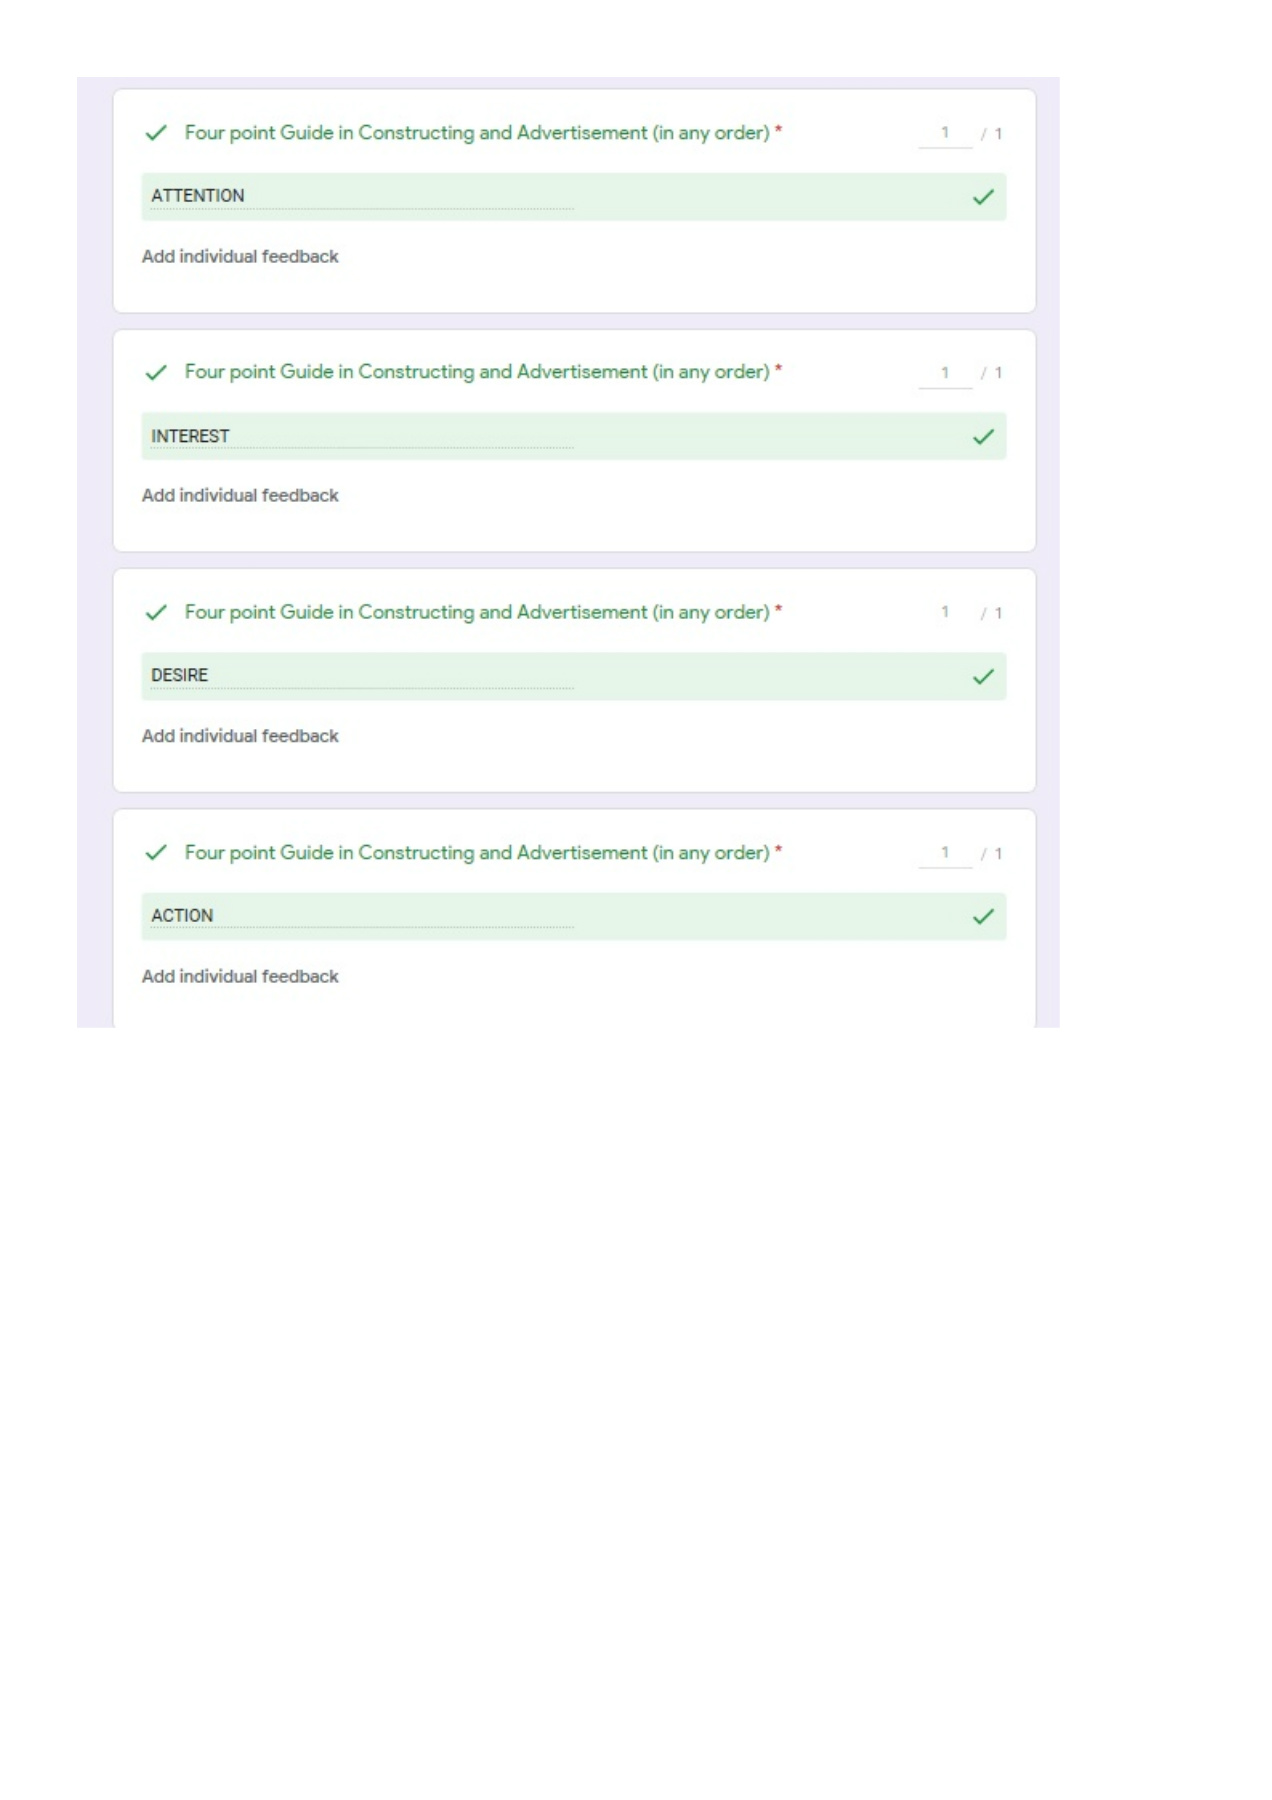 Four point Guide in Constructing and Advertisement (in any order) * 1 / 1
ATTENTION
Add individual feedback
Four point Guide in Constructing and Advertisement (in any order) * 1 / 1
INTEREST
Add individual feedback
Four point Guide in Constructing and Advertisement (in any order) * 1 / 1
DESIRE
Add individual feedback
Four point Guide in Constructing and Advertisement (in any order) * 1 / 1
ACTION
Add individual feedback